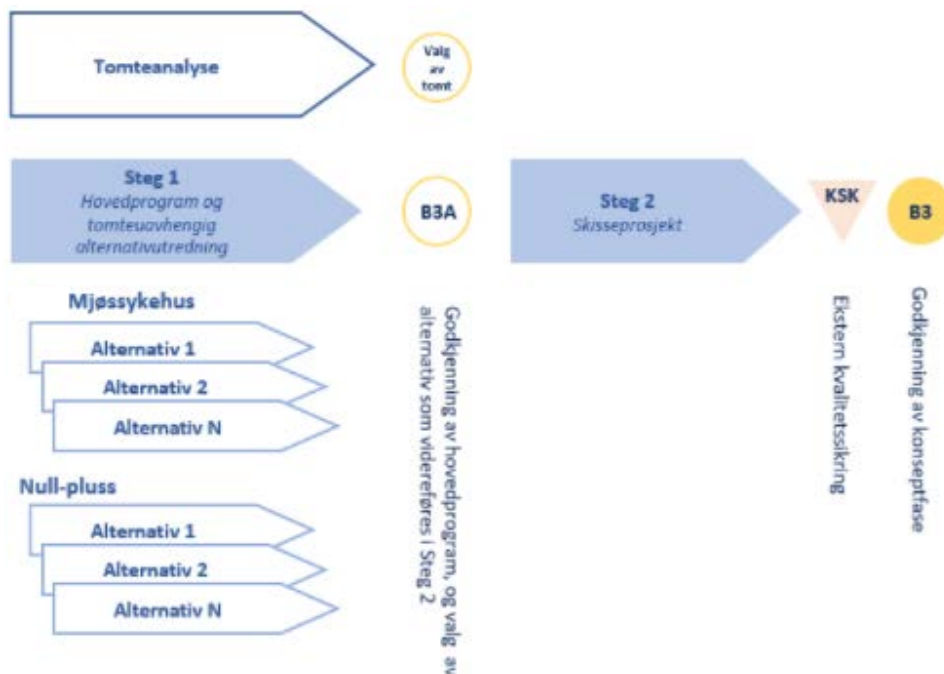 Tomteanalyse
Valg
av
tomt
Steg 1
Hovedprogram og
tomteuavhengig
alternativutredning
B3A
Steg 2
Skisseprosjekt
KSK
B3
Mjøssykehus
Alternativ 1
Alternativ 2
Alternativ N
Null-pluss
Alternativ 1
Alternativ 2
Alternativ N
Godkjenning av hovedprogram, og valg av
alternativ som videreføres i Steg 2
Ekstern kvalitetssikring
Godkjenning av konseptfase